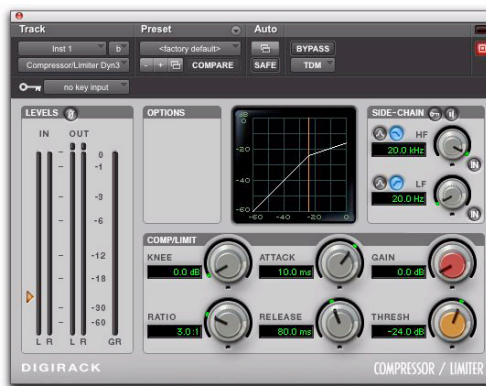 Track Preset Auto
Inst 1 b <factory default> BYPASS
Compressor/Limiter Dyn3 - + COMPARE SAFE TDM
no key input
LEVELS OPTIONS SIDE-CHAIN
IN OUT
HF
20.0 kHz
IN
LF
20.0 Hz
IN
dB
0
-20
-40
-60
-60 -40 -20 0
0
-1
-3
-6
-12
-18
-30
-60
L R L R GR
COMP/LIMIT
KNEE ATTACK GAIN
0.0 dB 10.0 ms 0.0 dB
RATIO RELEASE THRESH
3.0:1 80.0 ms -24.0 dB
DIGIRACK COMPRESSOR / LIMITER